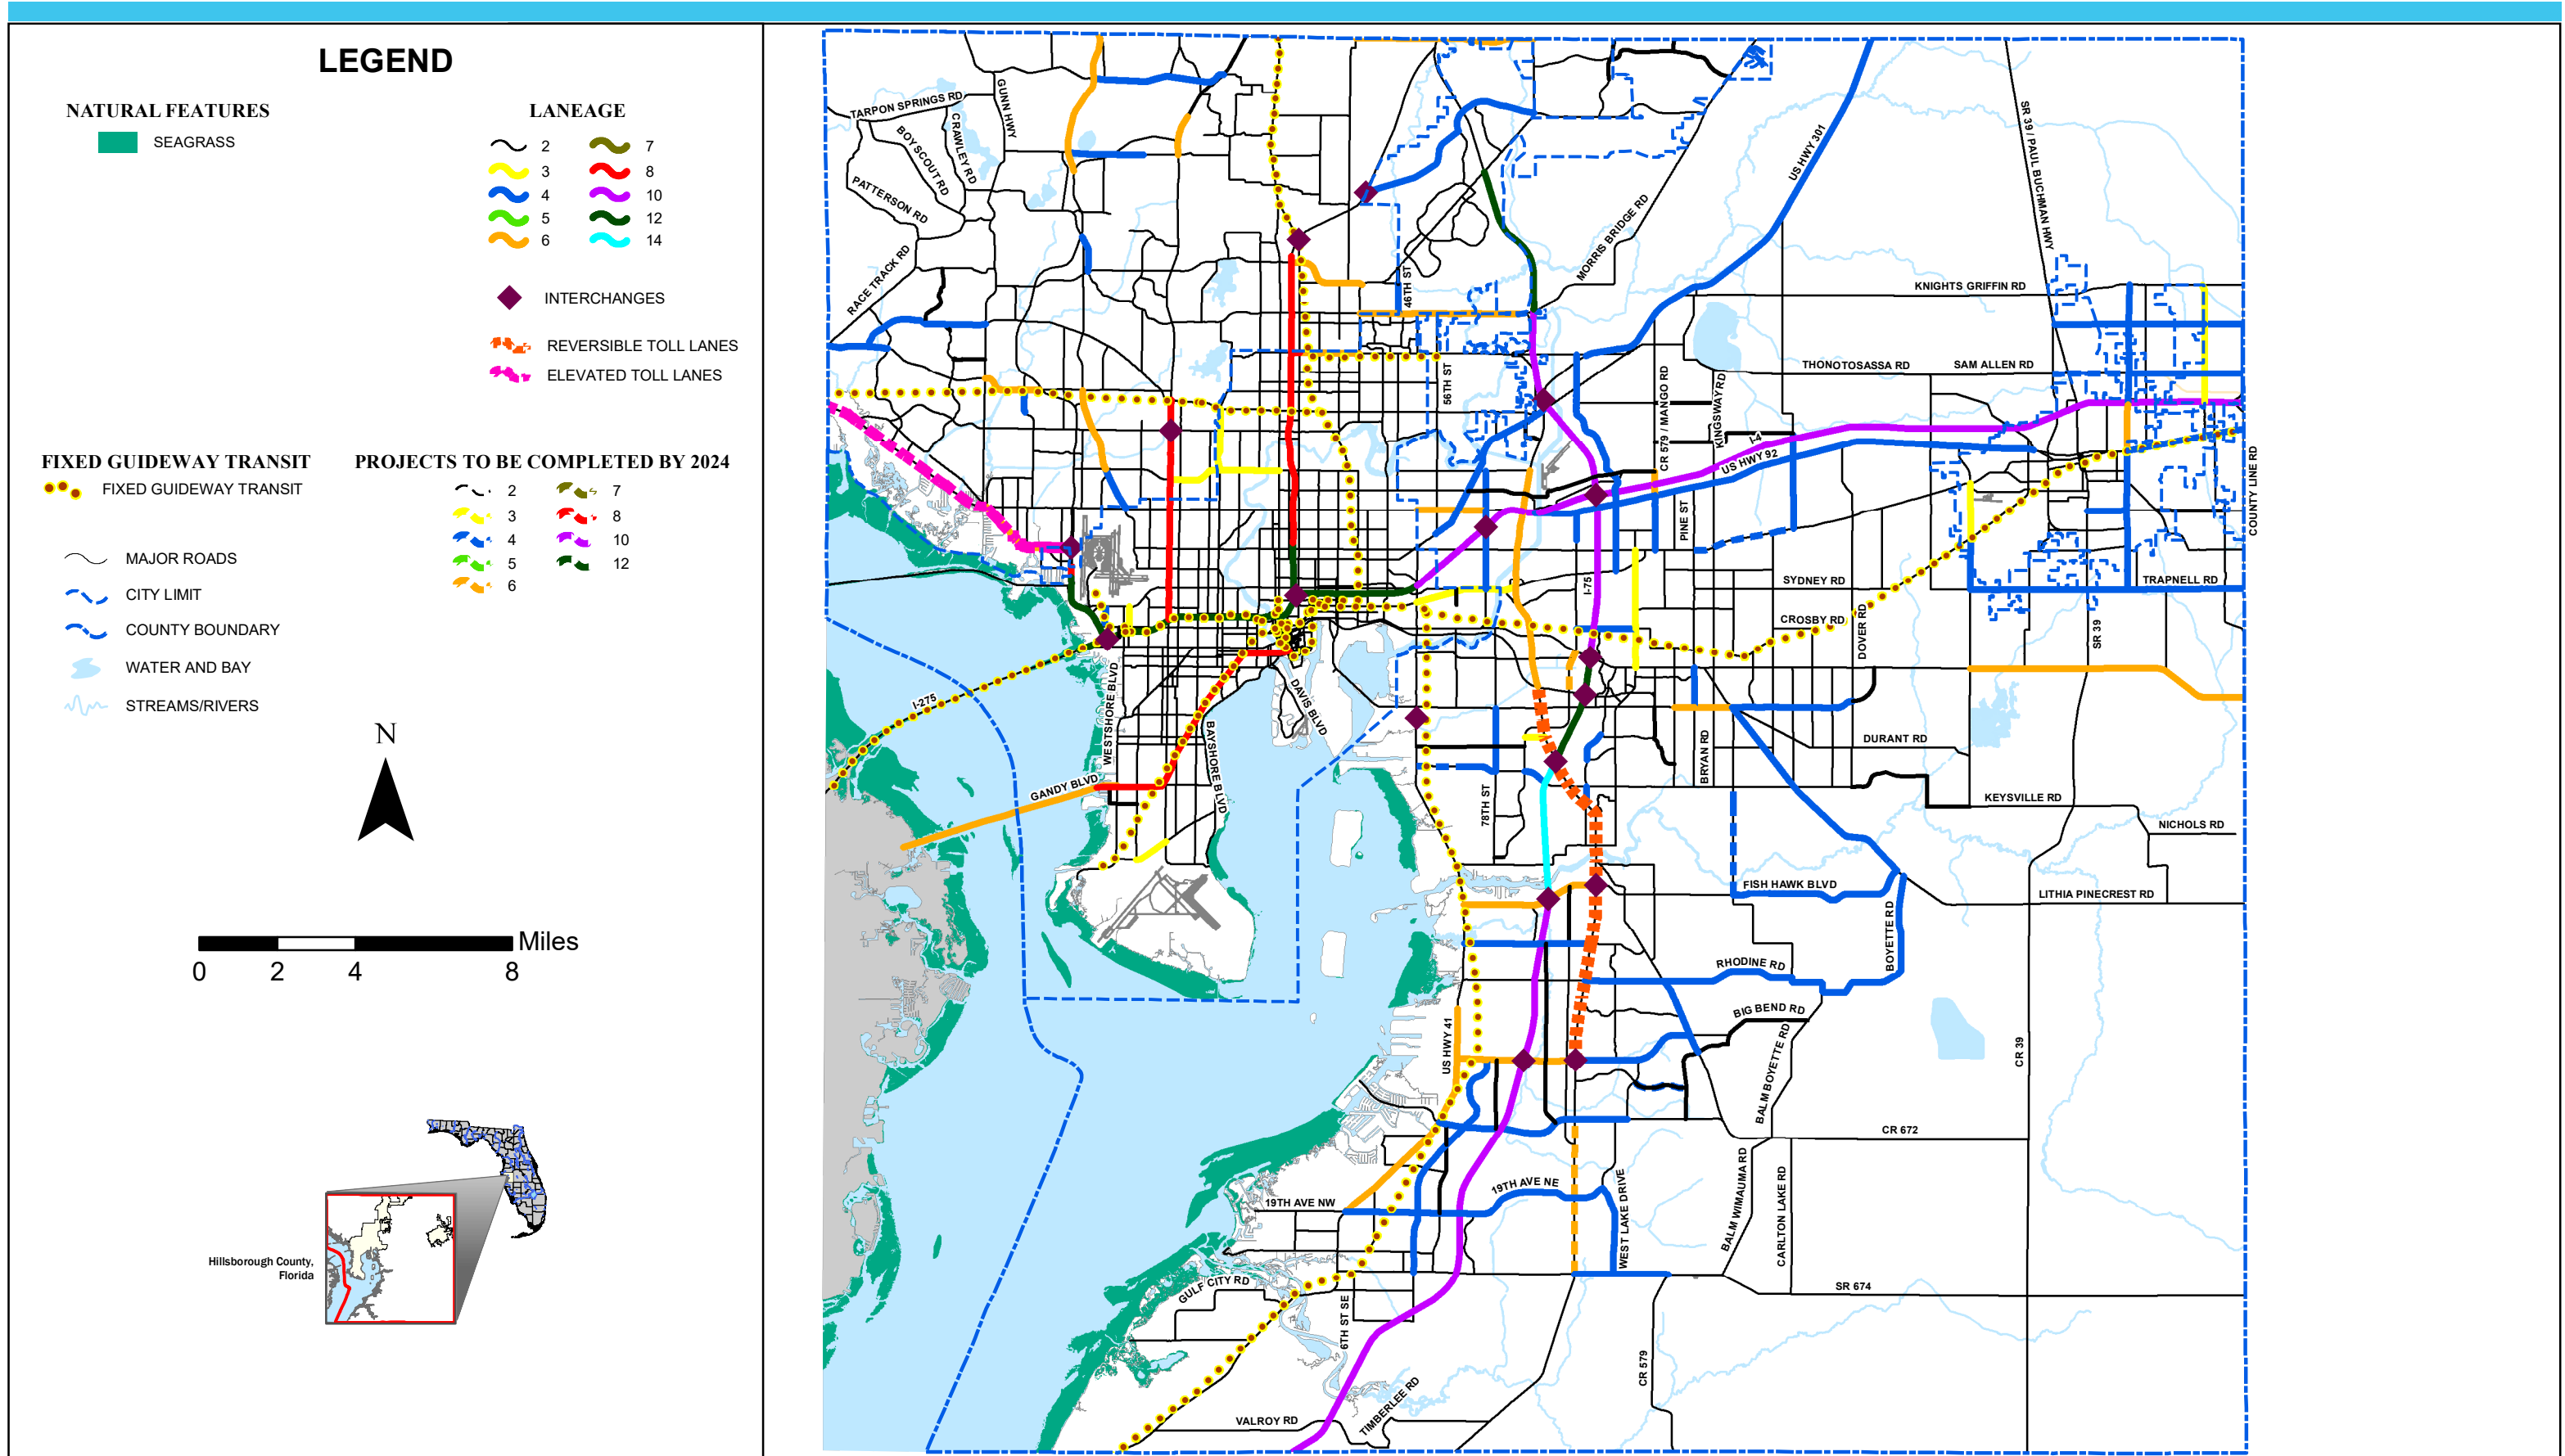 LEGEND
NATURAL FEATURES
SEAGRASS
LANEAGE
2
3
4
5
6
7
8
10
12
14
INTERCHANGES
REVERSIBLE TOLL LANES
ELEVATED TOLL LANES
FIXED GUIDEWAY TRANSIT
FIXED GUIDEWAY TRANSIT
MAJOR ROADS
CITY LIMIT
COUNTY BOUNDARY
WATER AND BAY
STREAMS/RIVERS
PROJECTS TO BE COMPLETED BY 2024
2
3
4
5
6
7
8
10
12
N
Miles
0 2 4 8
Hillsborough County,
Florida
TARPON SPRINGS RD
GUNN HWY
CRAWLEY RD
BOY SCOUT RD
PATTERSON RD
RACE TRACK RD
46TH ST
56TH ST
MORRIS BRIDGE RD
US HWY 301
SR 39 / PAUL BUCHMAN HWY
KNIGHTS GRIFFIN RD
THONOTOSASSA RD
SAM ALLEN RD
CR 579 / MANGO RD
KINGSWAY RD
I-4
US HWY 92
COUNTY LINE RD
PINE ST
I-75
SYDNEY RD
TRAPNELL RD
CROSBY RD
DOVER RD
SR 39
I-275
WESTSHORE BLVD
DAVIS BLVD
BAYSHORE BLVD
GANDY BLVD
BRYAN RD
DURANT RD
78TH ST
KEYSVILLE RD
NICHOLS RD
FISH HAWK BLVD
LITHIA PINECREST RD
BOYETTE RD
RHODINE RD
BIG BEND RD
US HWY 41
BALM BOYETTE RD
CR 39
CR 672
19TH AVE NW
19TH AVE NE
WEST LAKE DRIVE
BALM WIMAUMA RD
CARLTON LAKE RD
GULF CITY RD
SR 674
6TH ST SE
CR 579
TIMBERLEE RD
VALROY RD